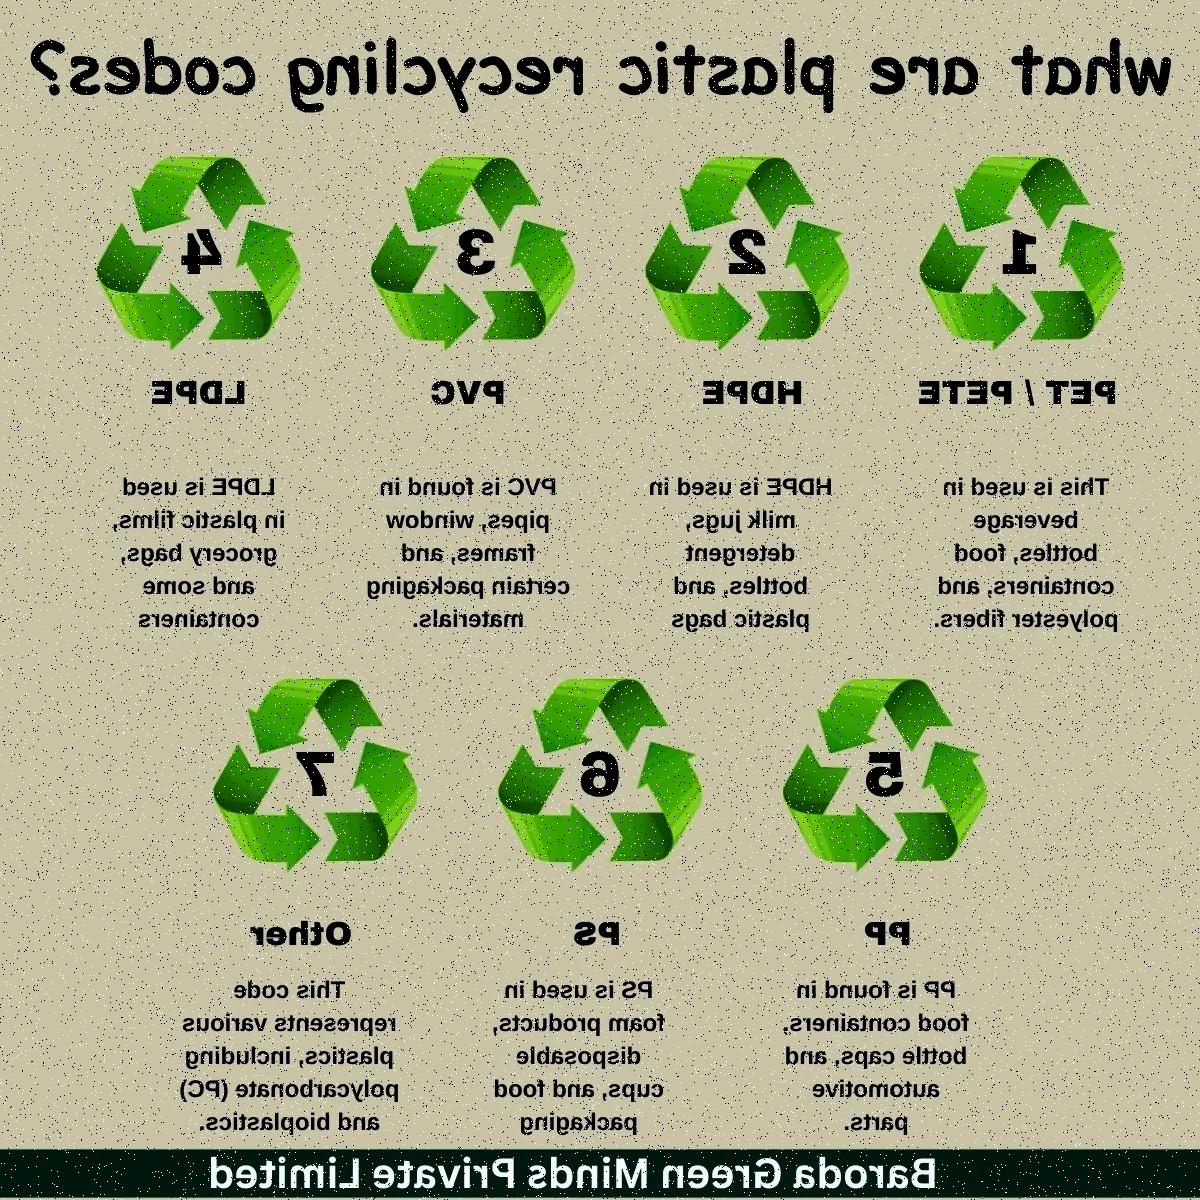 what are plastic recycling codes?
1
2
3
4
PET / PETE
HDPE
PVC
LDPE
This is used in
beverage
bottles, food
containers, and
polyester fibers.
HDPE is used in
milk jugs,
detergent
bottles, and
plastic bags
PVC is found in
pipes, window
frames, and
certain packaging
materials.
LDPE is used
in plastic films,
grocery bags,
and some
containers
5
6
7
PP
PS
Other
PP is found in
food containers,
bottle caps, and
automotive
parts.
PS is used in
foam products,
disposable
cups, and food
packaging
This code
represents various
plastics, including
polycarbonate (PC)
and bioplastics.
Baroda Green Minds Private Limited